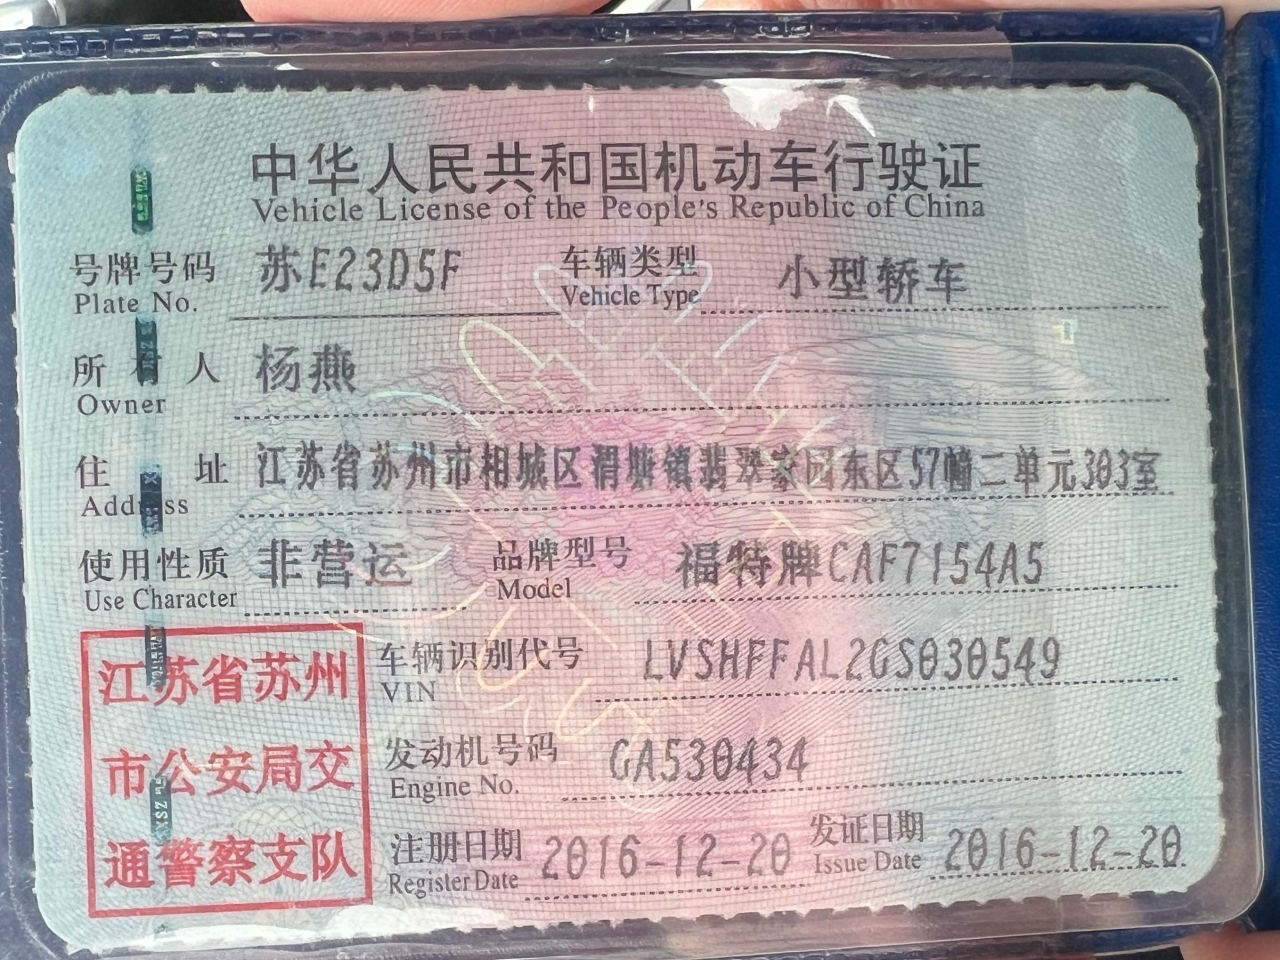 中华人民共和国机动车行驶证
Vehicle License of the People's Republic of China
号牌号码 苏E23D5F 车辆类型 小型轿车
Plate No. Vehicle Type
所有人 杨燕
Owner
住址 江苏省苏州市相城区渭塘镇翡翠家园东区57幢二单元303室
Address
使用性质 非营运 品牌型号 福特牌CAF7154A5
Use Character Model
江苏省苏州
市公安局交
通警察支队
车辆识别代号 LVSHFFAL2GS030549
VIN
发动机号码 GA530434
Engine No.
注册日期 2016-12-20 发证日期 2016-12-20
Register Date Issue Date